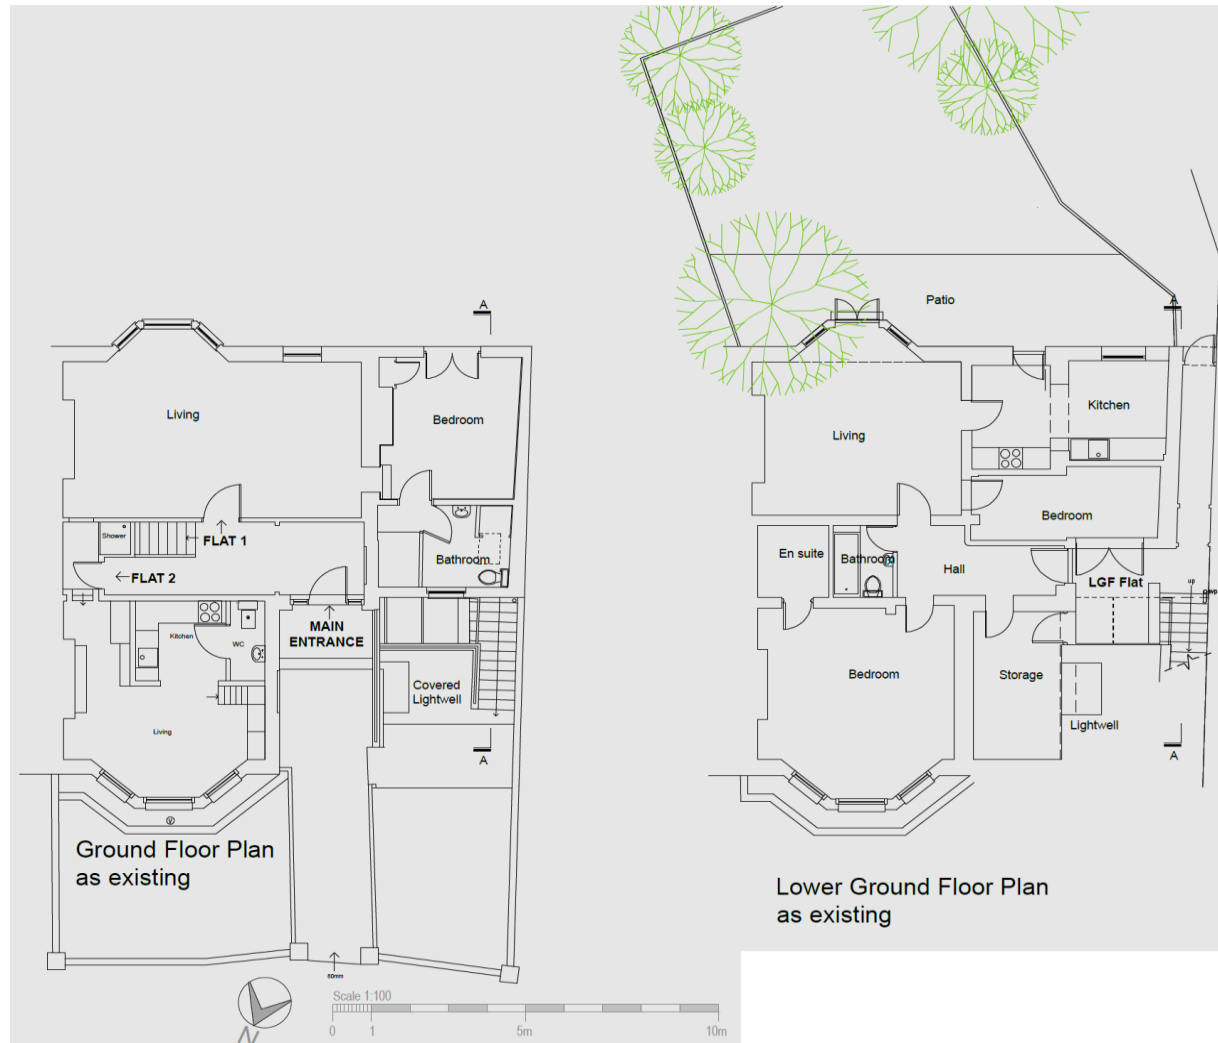 A
Living
Bedroom
Shower
FLAT 1
Bathroom
FLAT 2
MAIN
ENTRANCE
Kitchen
WC
Covered
Lightwell
Living
A
Ground Floor Plan
as existing
60mm
N
Scale 1:100
0
1
5m
10m
Patio
A
Kitchen
Living
Bedroom
En suite
Bathroom
Hall
LGF Flat
up
Bedroom
Storage
Lightwell
A
Lower Ground Floor Plan
as existing